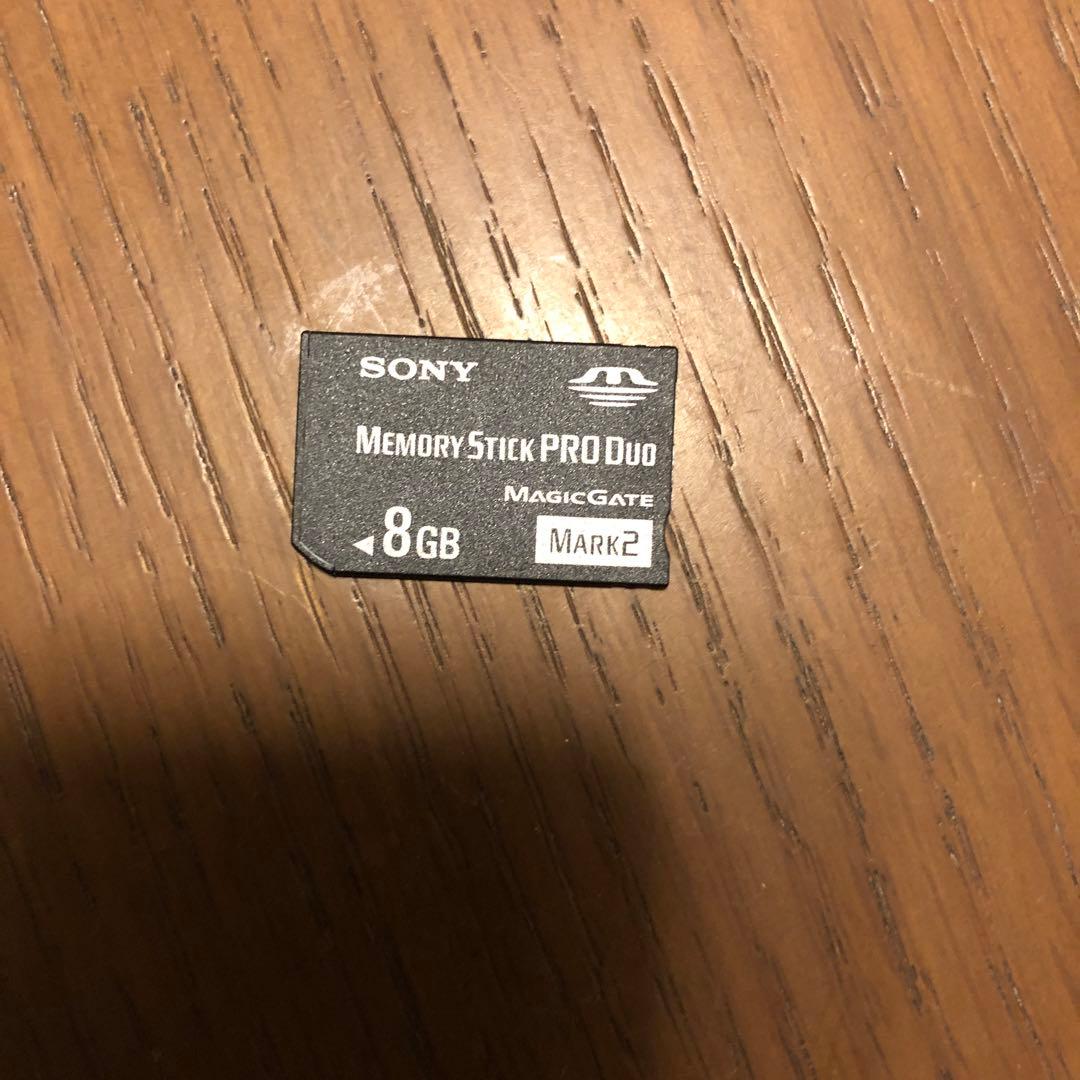 SONY
MEMORY STICK PRO DUO
MAGICGATE
◀8GB
MARK2